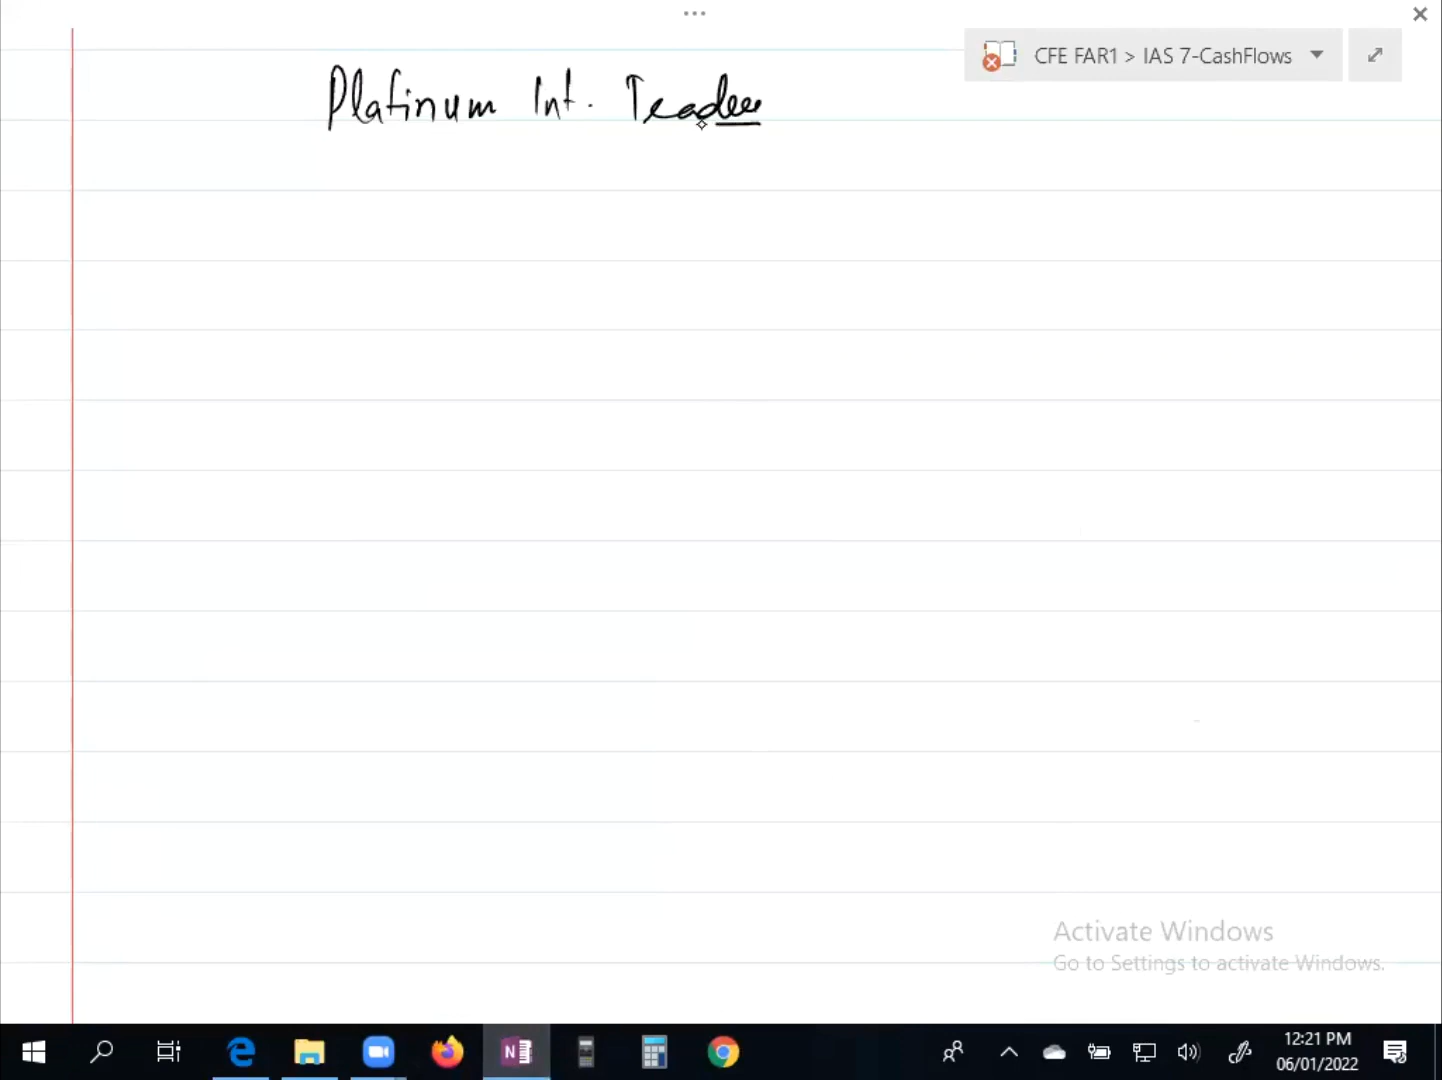 CFE FAR1 > IAS 7-CashFlows
Platinum Int. Traders
Activate Windows
Go to Settings to activate Windows.
12:21 PM
06/01/2022